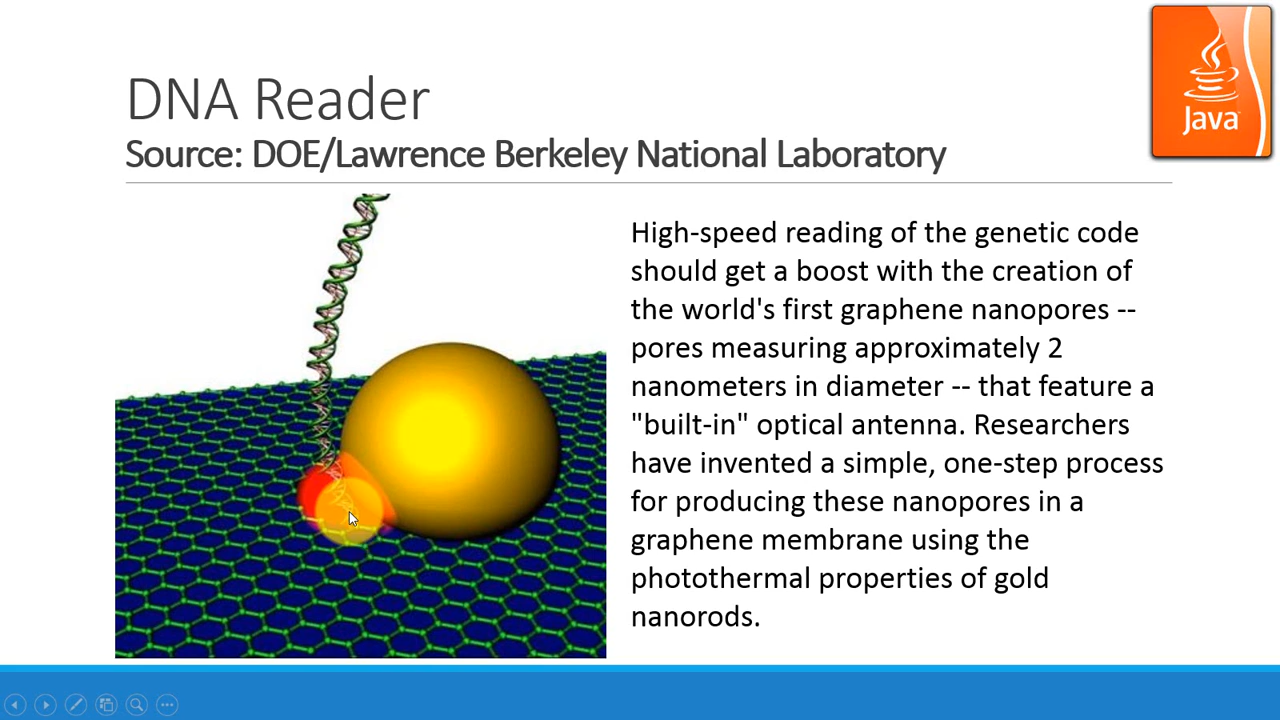 DNA Reader
Source: DOE/Lawrence Berkeley National Laboratory
Java
High-speed reading of the genetic code
should get a boost with the creation of
the world's first graphene nanopores --
pores measuring approximately 2
nanometers in diameter -- that feature a
"built-in" optical antenna. Researchers
have invented a simple, one-step process
for producing these nanopores in a
graphene membrane using the
photothermal properties of gold
nanorods.